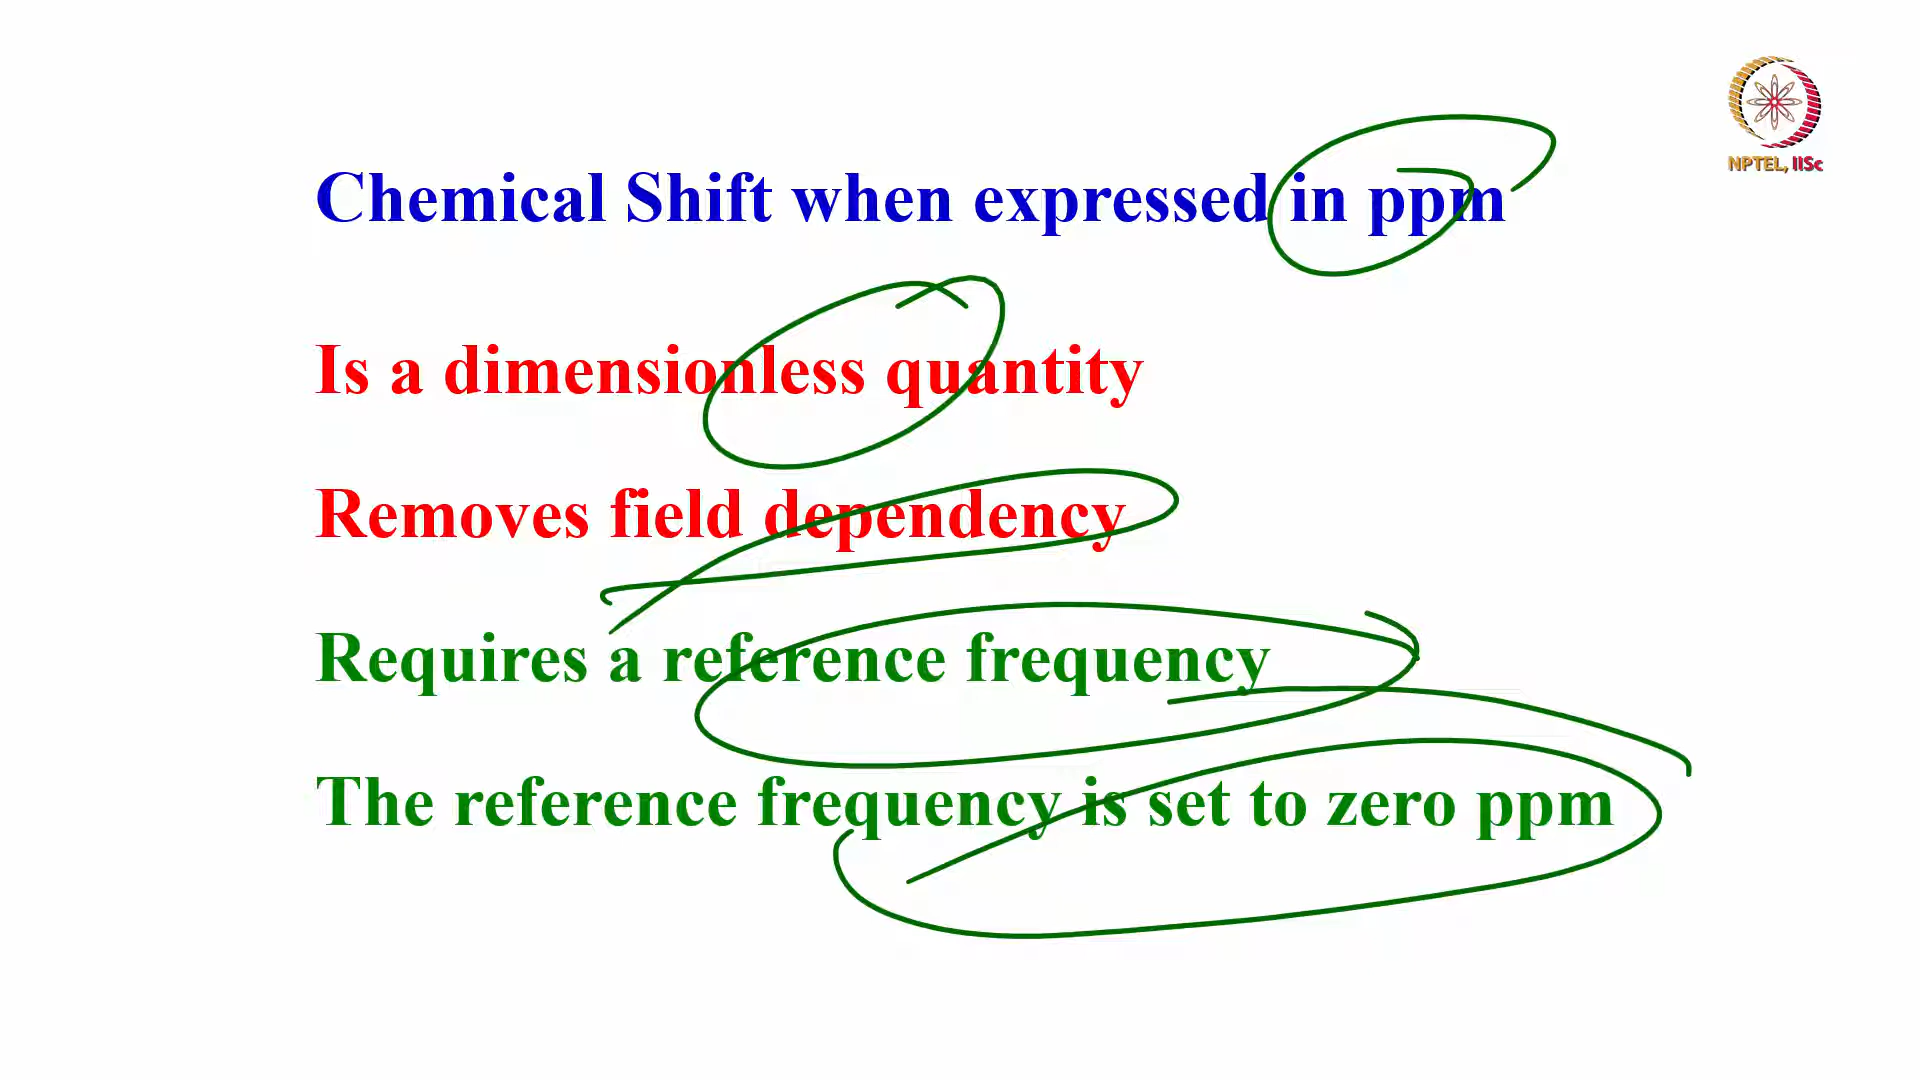 NPTEL, IISc
Chemical Shift when expressed in ppm
Is a dimensionless quantity
Removes field dependency
Requires a reference frequency
The reference frequency is set to zero ppm